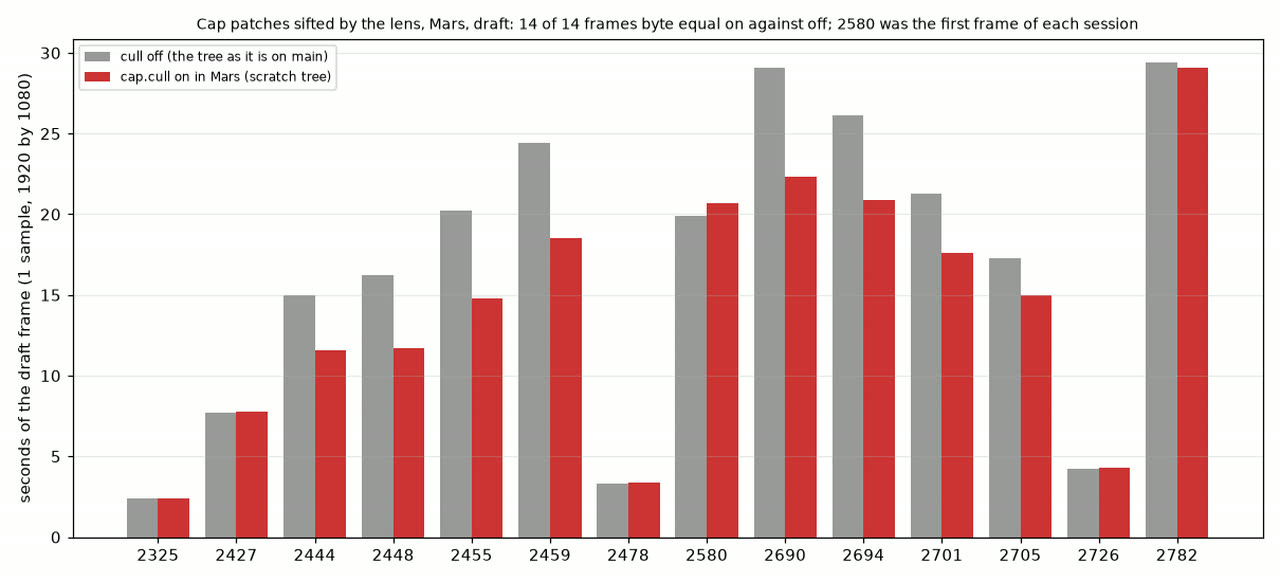 Cap patches sifted by the lens, Mars, draft: 14 of 14 frames byte equal on against off; 2580 was the first frame of each session
cull off (the tree as it is on main)
cap.cull on in Mars (scratch tree)
seconds of the draft frame (1 sample, 1920 by 1080)
30
25
20
15
10
5
0
2325 2427 2444 2448 2455 2459 2478 2580 2690 2694 2701 2705 2726 2782